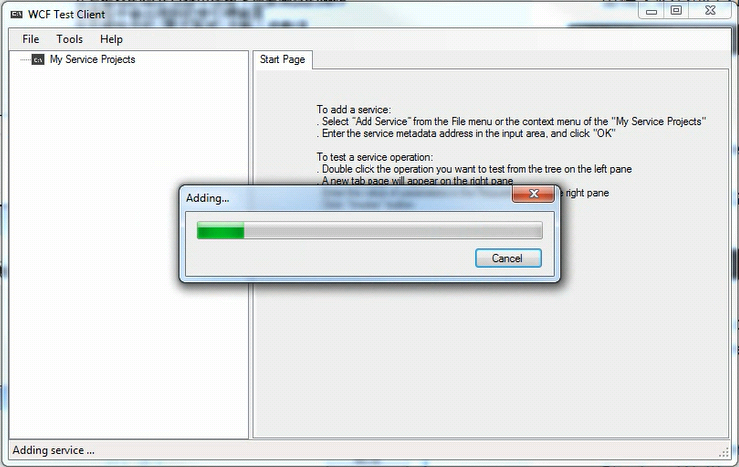 WCF Test Client
File Tools Help
My Service Projects
Start Page
To add a service:
. Select "Add Service" from the File menu or the context menu of the "My Service Projects"
. Enter the service metadata address in the input area, and click "OK"
To test a service operation:
. Double click the operation you want to test from the tree on the left pane
. A new tab page will appear on the right pane
e right pane
Adding...
Cancel
Adding service ...